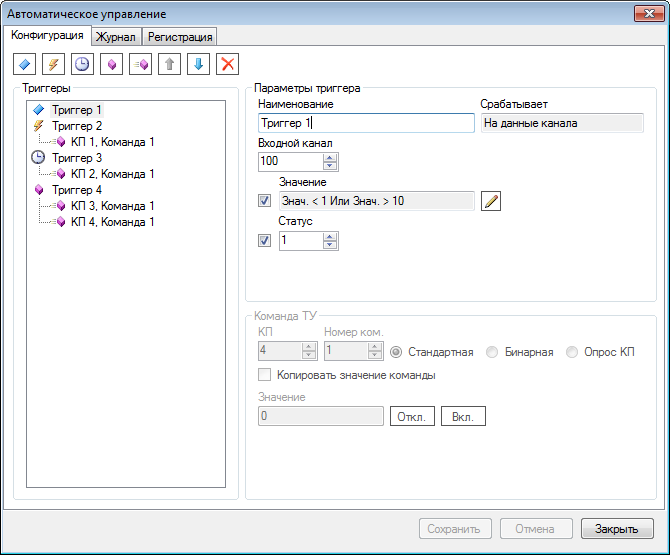 Автоматическое управление
Конфигурация Журнал Регистрация
Триггеры
Триггер 1
Триггер 2
КП 1, Команда 1
Триггер 3
КП 2, Команда 1
Триггер 4
КП 3, Команда 1
КП 4, Команда 1
Параметры триггера
Наименование Срабатывает
Триггер 1 На данные канала
Входной канал
100
Значение
Знач. < 1 Или Знач. > 10
Статус
1
Команда ТУ
КП Номер ком.
4 1 Стандартная Бинарная Опрос КП
Копировать значение команды
Значение
0 Откл. Вкл.
Сохранить Отмена Закрыть